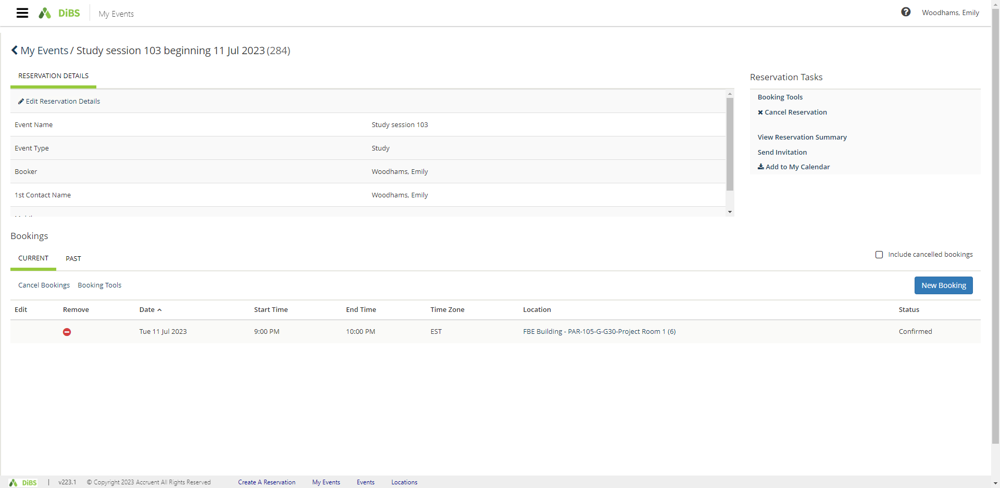 DiBS My Events Woodhams, Emily
My Events / Study session 103 beginning 11 Jul 2023 (284)
RESERVATION DETAILS
Reservation Tasks
Edit Reservation Details
Event Name Study session 103
Event Type Study
Booker Woodhams, Emily
1st Contact Name Woodhams, Emily
Booking Tools
Cancel Reservation
View Reservation Summary
Send Invitation
Add to My Calendar
Bookings
CURRENT PAST
Include cancelled bookings
Cancel Bookings Booking Tools New Booking
Edit Remove Date Start Time End Time Time Zone Location Status
Tue 11 Jul 2023 9:00 PM 10:00 PM EST FBE Building - PAR-105-G-G30-Project Room 1 (6) Confirmed
DiBS | v223.1 © Copyright 2023 Accruent All Rights Reserved Create A Reservation My Events Events Locations